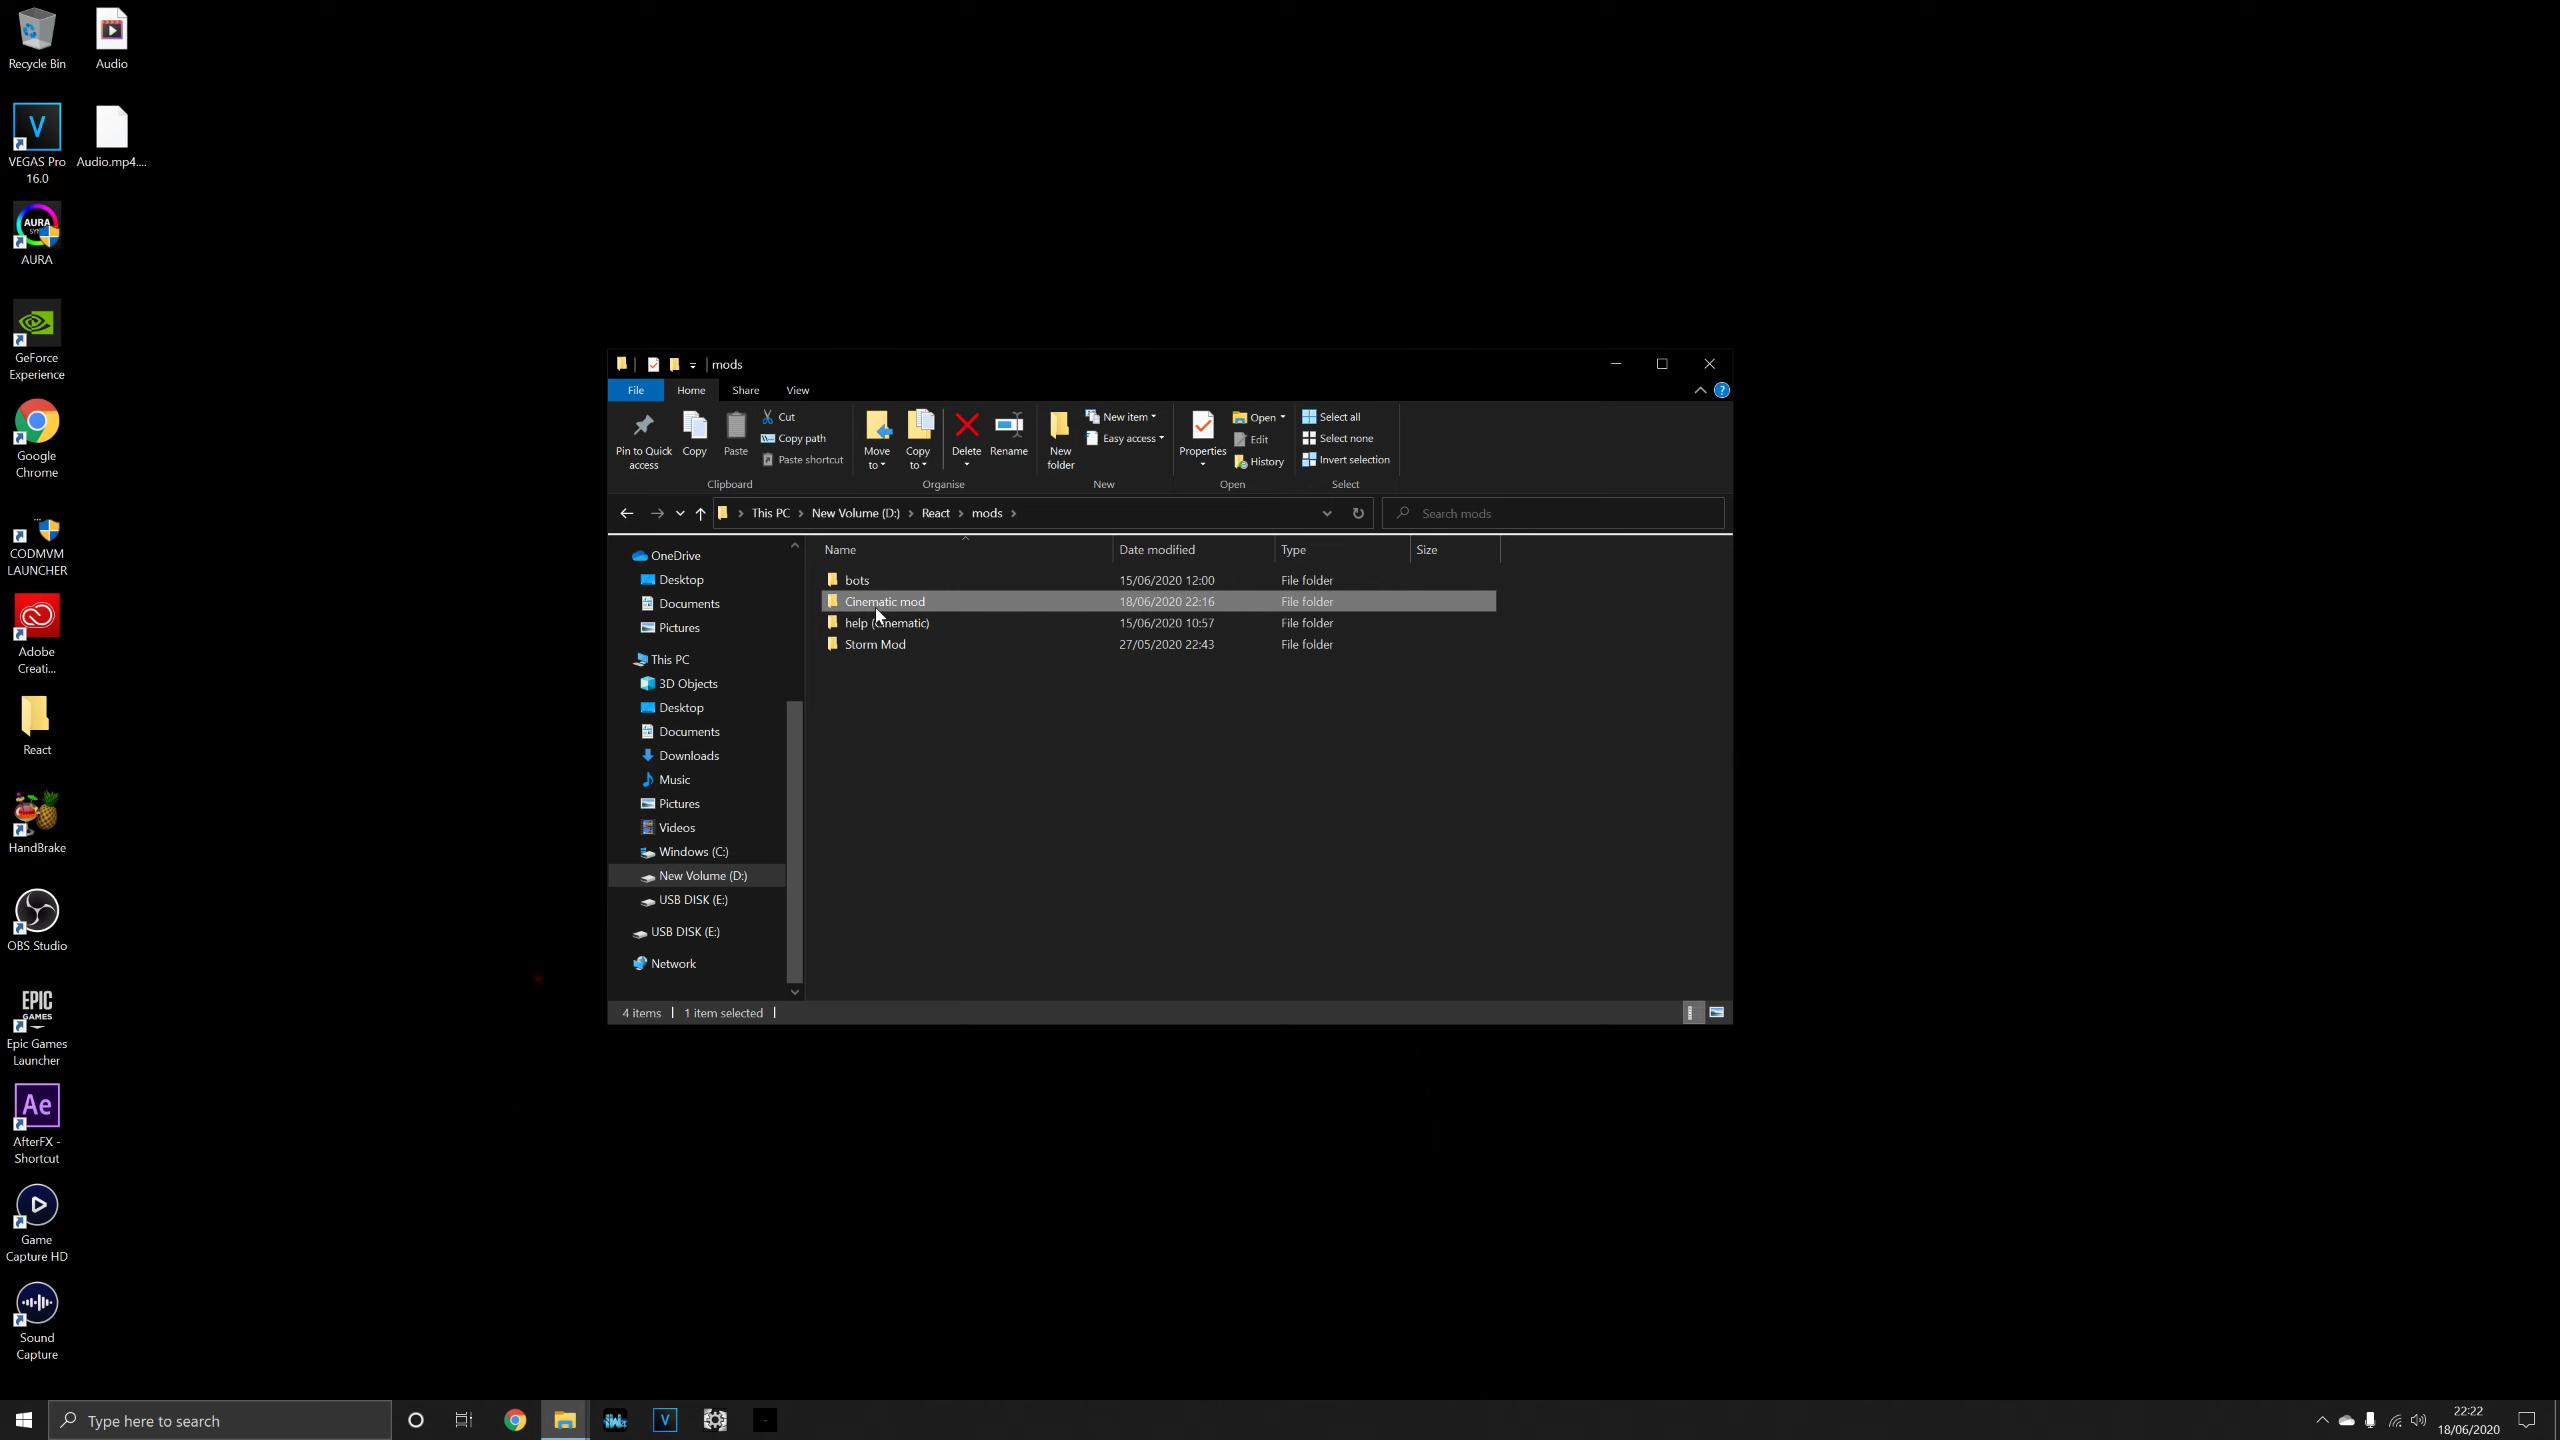 Recycle Bin
Audio
VEGAS Pro
16.0
Audio.mp4....
AURA
AURA
GeForce
Experience
Google
Chrome
CODMVM
LAUNCHER
Adobe
Creati...
React
HandBrake
OBS Studio
EPIC
GAMES
Epic Games
Launcher
Ae
AfterFX -
Shortcut
Game
Capture HD
Sound
Capture
mods
File
Home
Share
View
Pin to Quick
access
Copy
Paste
Cut
Copy path
Paste shortcut
Clipboard
Move
to
Copy
to
Delete
Rename
Organise
New
folder
New item
Easy access
New
Properties
Open
Edit
History
Open
Select all
Select none
Invert selection
Select
This PC > New Volume (D:) > React > mods >
Search mods
OneDrive
Desktop
Documents
Pictures
This PC
3D Objects
Desktop
Documents
Downloads
Music
Pictures
Videos
Windows (C:)
New Volume (D:)
USB DISK (E:)
USB DISK (E:)
Network
Name Date modified Type Size
bots 15/06/2020 12:00 File folder
Cinematic mod 18/06/2020 22:16 File folder
help (cinematic) 15/06/2020 10:57 File folder
Storm Mod 27/05/2020 22:43 File folder
4 items
1 item selected
Type here to search
V
22:22
18/06/2020